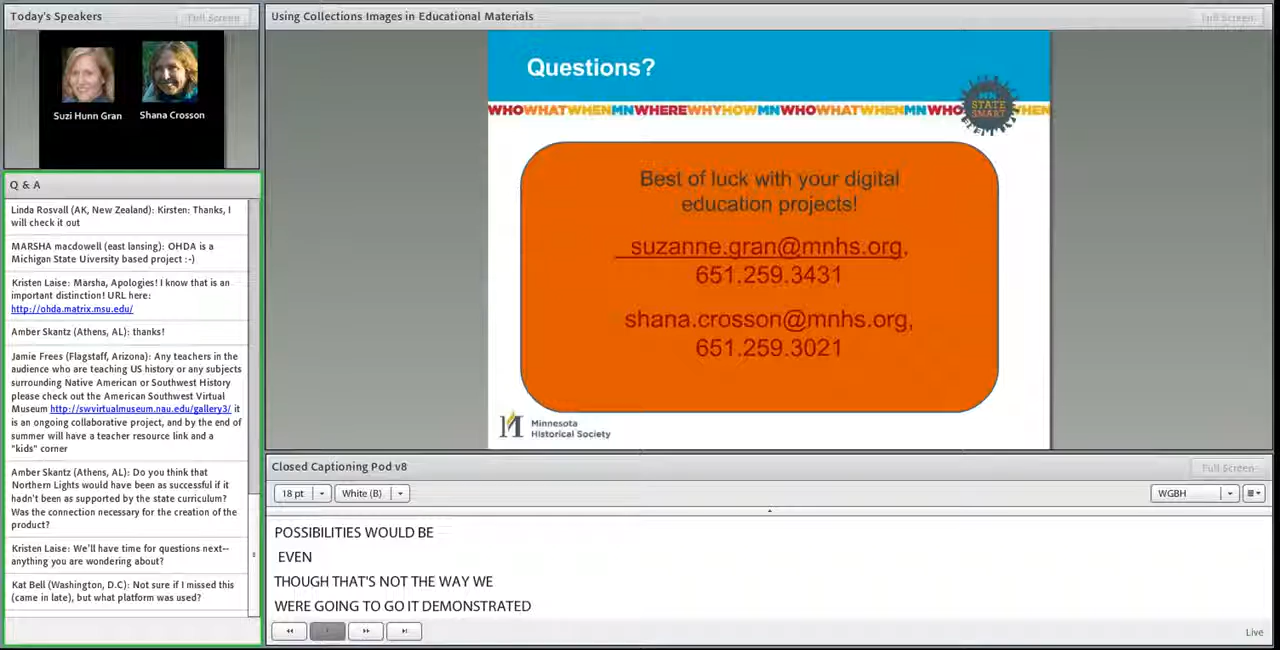 Today's Speakers
Full Screen
Suzi Hunn Gran
Shana Crosson
Q & A
Linda Rosvall (AK, New Zealand): Kirsten: Thanks, I
will check it out
MARSHA macdowell (east lansing): OHDA is a
Michigan State Uiversity based project :-)
Kristen Laise: Marsha, Apologies! I know that is an
important distinction! URL here:
http://ohda.matrix.msu.edu/
Amber Skantz (Athens, AL): thanks!
Jamie Frees (Flagstaff, Arizona): Any teachers in the
audience who are teaching US history or any subjects
surrounding Native American or Southwest History
please check out the American Southwest Virtual
Museum http://swvirtualmuseum.nau.edu/gallery3/ it
is an ongoing collaborative project, and by the end of
summer will have a teacher resource link and a
"kids" corner
Amber Skantz (Athens, AL): Do you think that
Northern Lights would have been as successful if it
hadn't been as supported by the state curriculum?
Was the connection necessary for the creation of the
product?
Kristen Laise: We'll have time for questions next--
anything you are wondering about?
Kat Bell (Washington, D.C): Not sure if I missed this
(came in late), but what platform was used?
Using Collections Images in Educational Materials
Full Screen
Questions?
WHOWHATWHENMNWHEREWHYHOWMNWHOWHATWHENMNWHO HEN
MN
STATE
SMART
Best of luck with your digital
education projects!
suzanne.gran@mnhs.org,
651.259.3431
shana.crosson@mnhs.org,
651.259.3021
Minnesota
Historical Society
Closed Captioning Pod v8
Full Screen
18 pt
White (B)
WGBH
POSSIBILITIES WOULD BE
EVEN
THOUGH THAT'S NOT THE WAY WE
WERE GOING TO GO IT DEMONSTRATED
Live